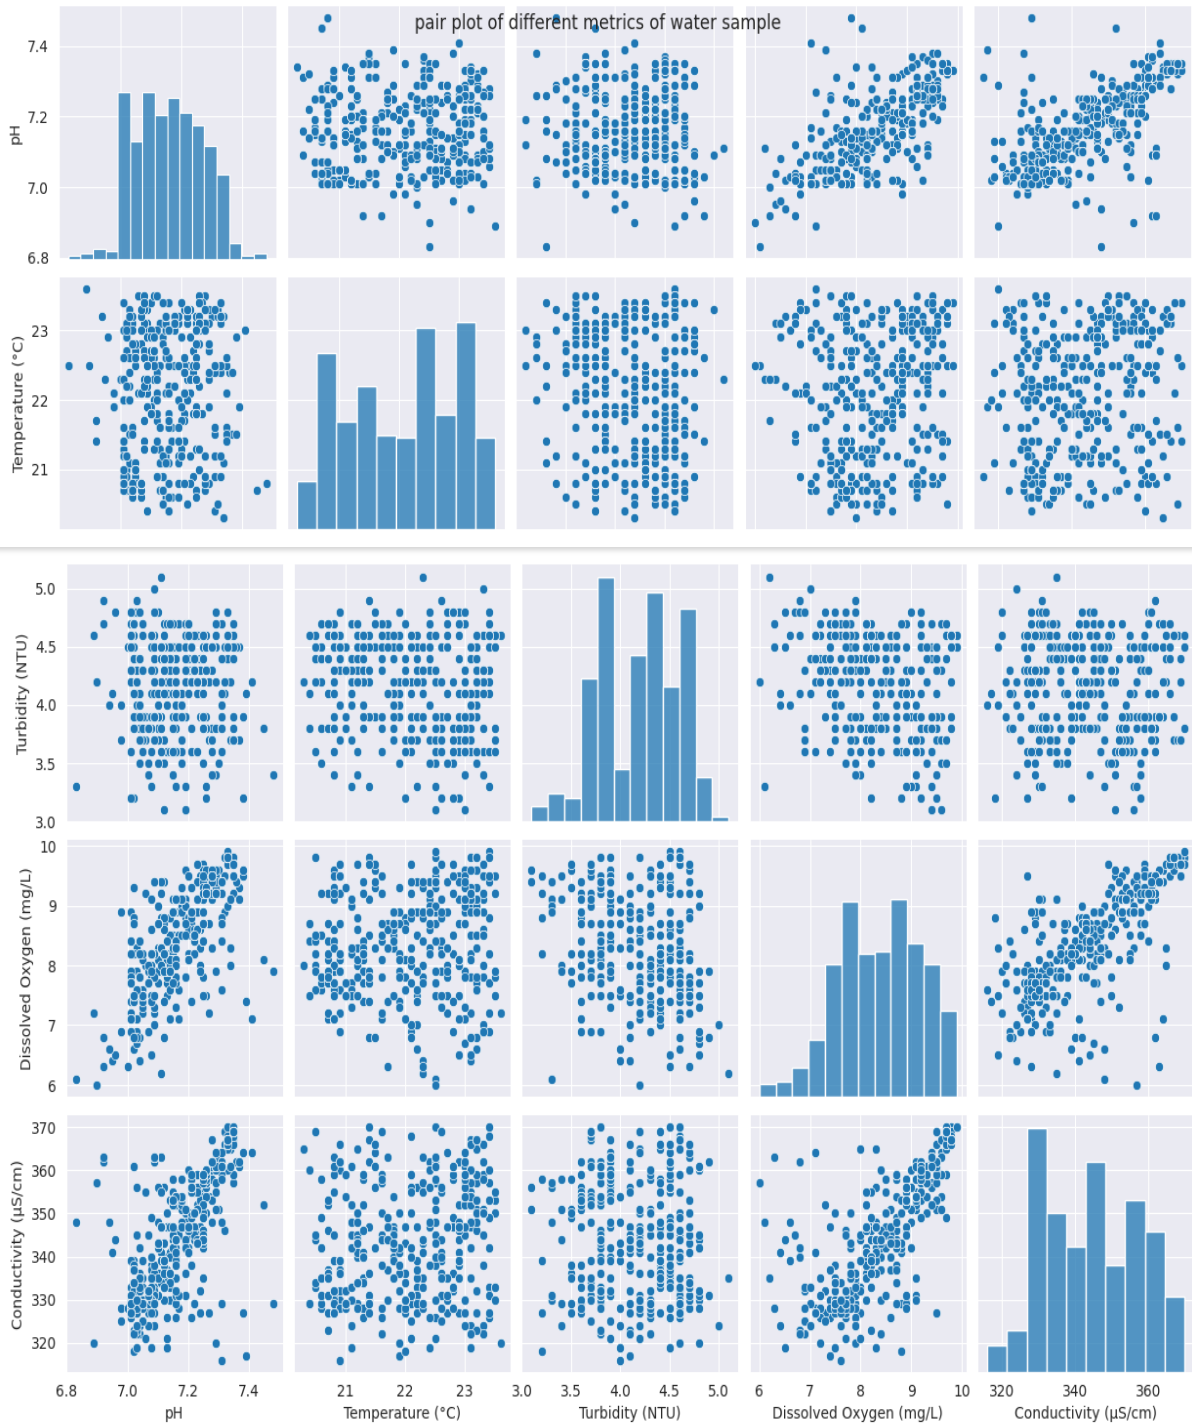 pair plot of different metrics of water sample
7.4
7.2
7.0
6.8
pH
23
22
21
Temperature (°C)
5.0
4.5
4.0
3.5
3.0
Turbidity (NTU)
10
9
8
7
6
Dissolved Oxygen (mg/L)
370
360
350
340
330
320
Conductivity (µS/cm)
6.8 7.0 7.2 7.4 21 22 23 3.0 3.5 4.0 4.5 5.0 6 7 8 9 10 320 340 360
pH Temperature (°C) Turbidity (NTU) Dissolved Oxygen (mg/L) Conductivity (µS/cm)